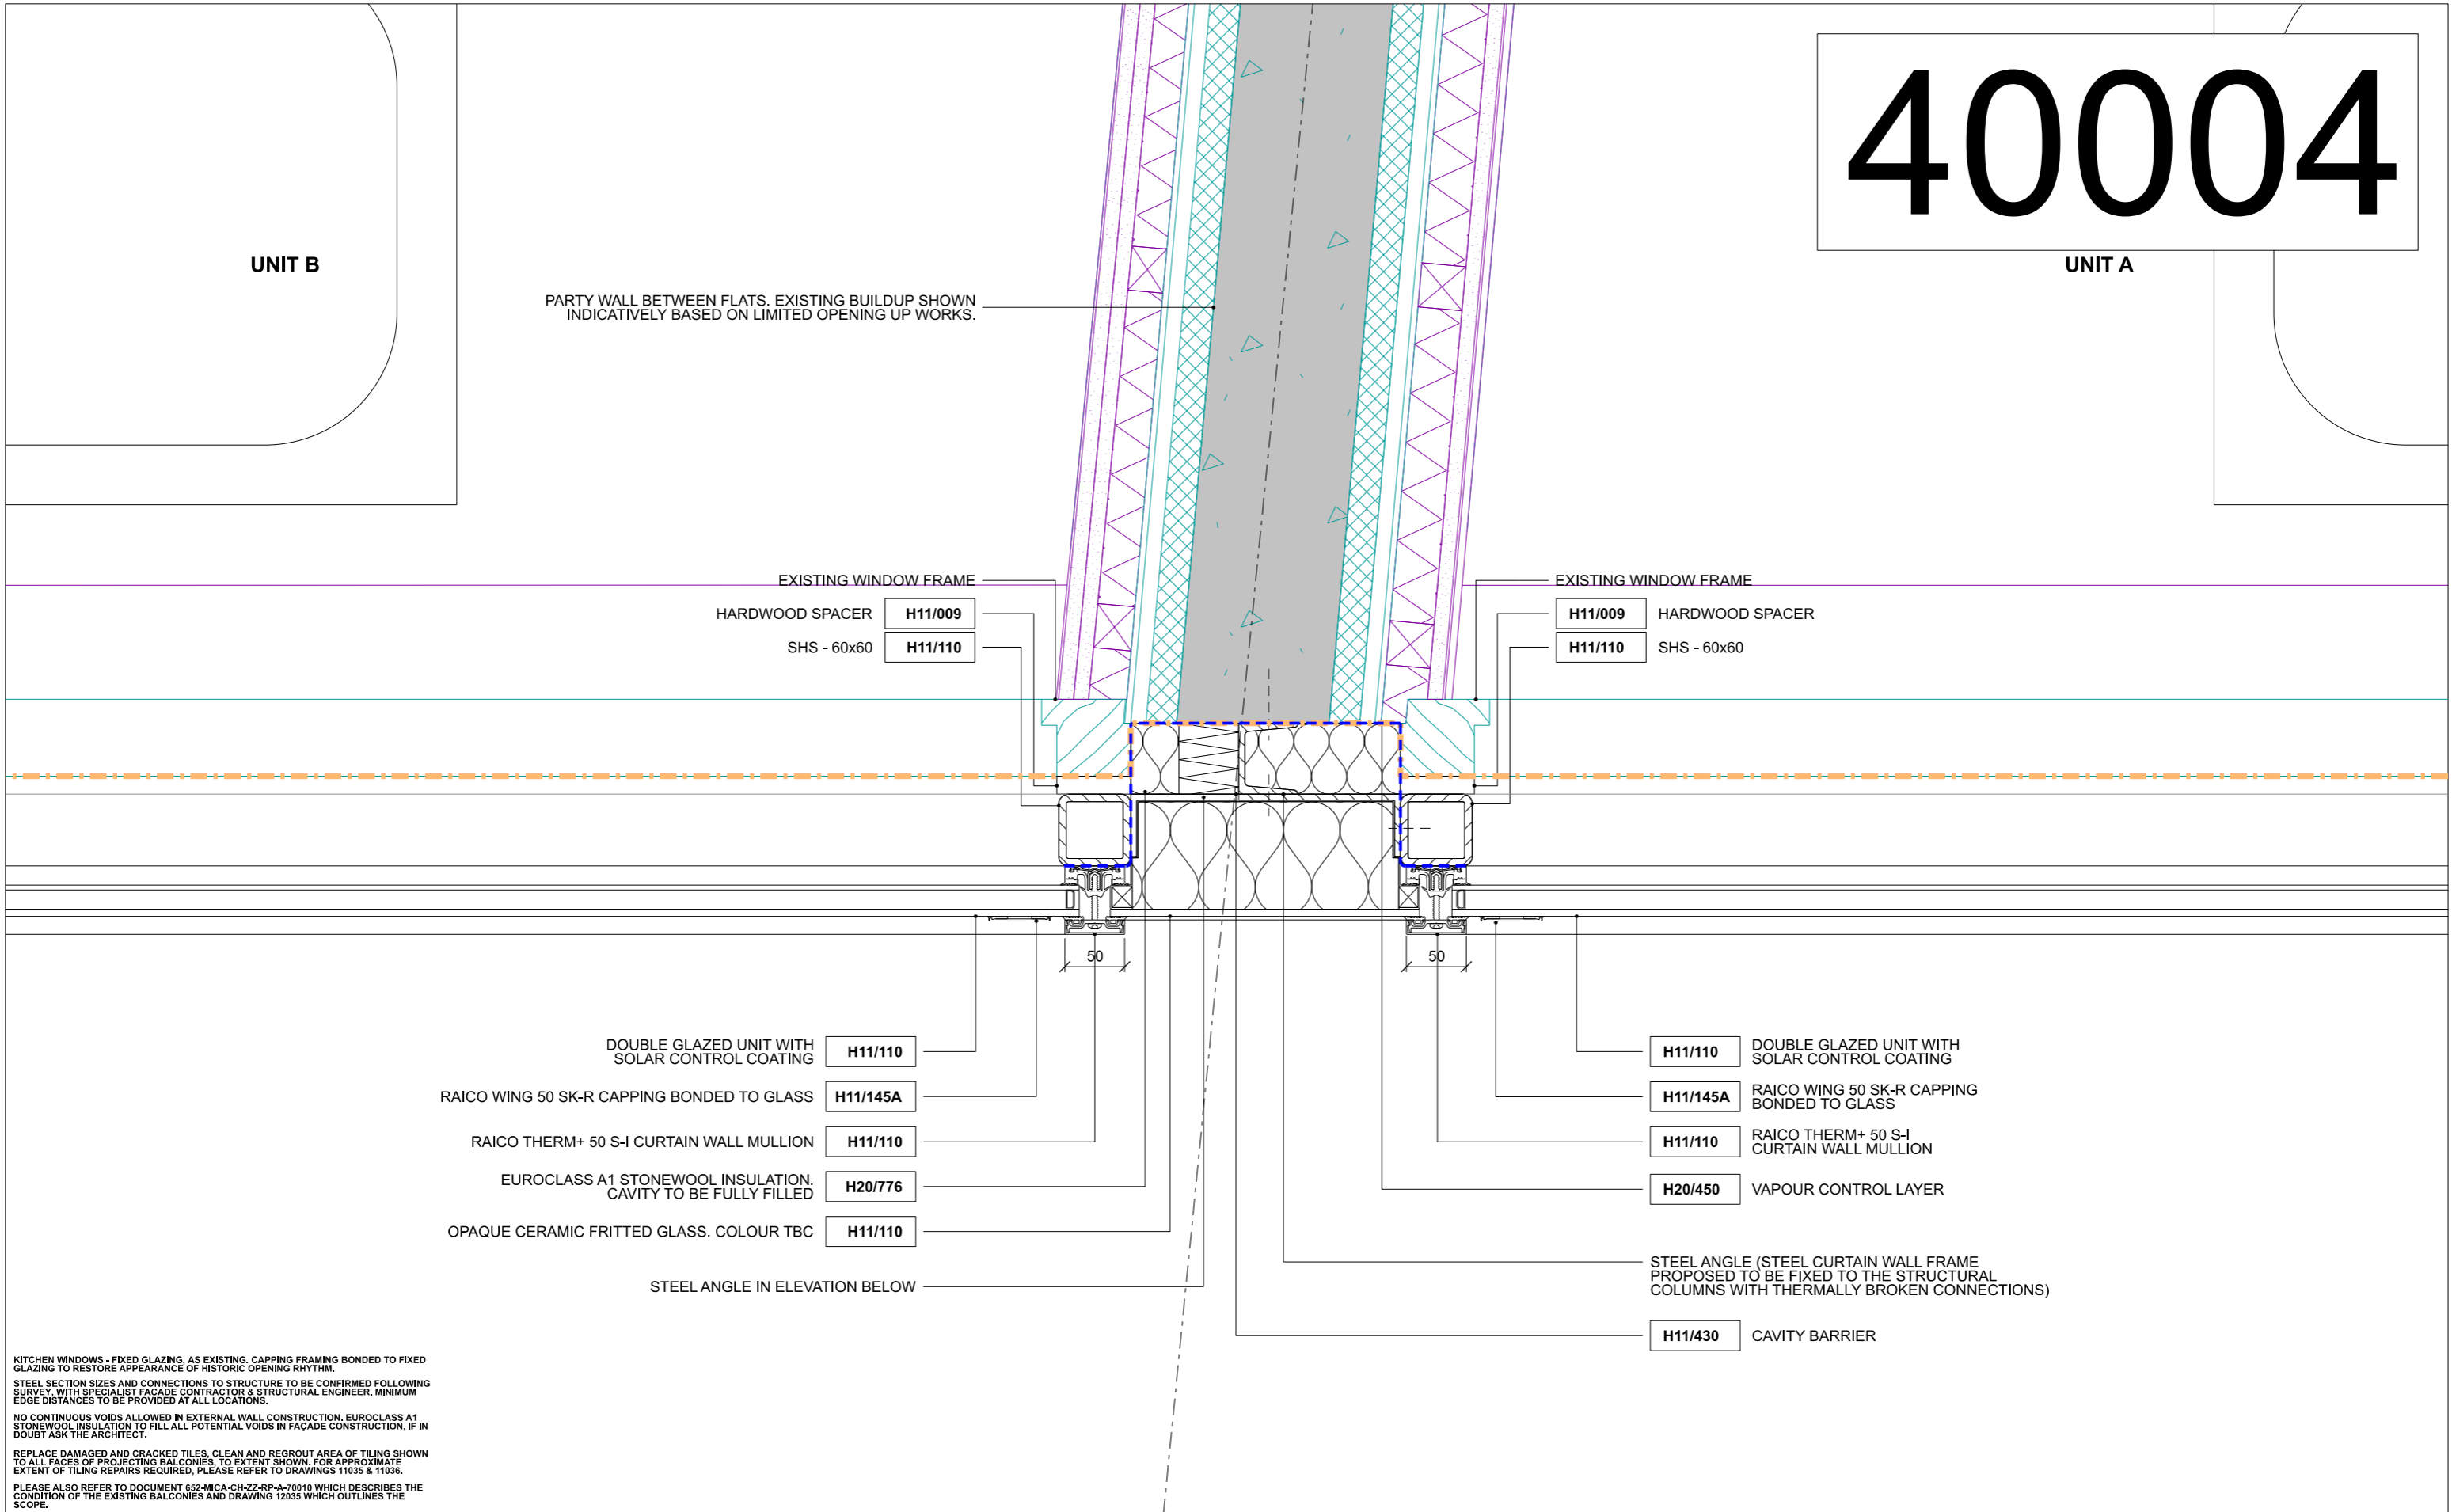 40004
UNIT B
UNIT A
PARTY WALL BETWEEN FLATS. EXISTING BUILDUP SHOWN
INDICATIVELY BASED ON LIMITED OPENING UP WORKS.
EXISTING WINDOW FRAME
HARDWOOD SPACER H11/009
SHS - 60x60 H11/110
EXISTING WINDOW FRAME
H11/009 HARDWOOD SPACER
H11/110 SHS - 60x60
50
50
DOUBLE GLAZED UNIT WITH
SOLAR CONTROL COATING
H11/110
RAICO WING 50 SK-R CAPPING BONDED TO GLASS H11/145A
RAICO THERM+ 50 S-I CURTAIN WALL MULLION H11/110
EUROCLASS A1 STONEWOOL INSULATION.
CAVITY TO BE FULLY FILLED
H20/776
OPAQUE CERAMIC FRITTED GLASS. COLOUR TBC H11/110
STEEL ANGLE IN ELEVATION BELOW
H11/110
DOUBLE GLAZED UNIT WITH
SOLAR CONTROL COATING
H11/145A
RAICO WING 50 SK-R CAPPING
BONDED TO GLASS
H11/110
RAICO THERM+ 50 S-I
CURTAIN WALL MULLION
H20/450 VAPOUR CONTROL LAYER
STEEL ANGLE (STEEL CURTAIN WALL FRAME
PROPOSED TO BE FIXED TO THE STRUCTURAL
COLUMNS WITH THERMALLY BROKEN CONNECTIONS)
H11/430 CAVITY BARRIER
KITCHEN WINDOWS - FIXED GLAZING, AS EXISTING. CAPPING FRAMING BONDED TO FIXED
GLAZING TO RESTORE APPEARANCE OF HISTORIC OPENING RHYTHM.
STEEL SECTION SIZES AND CONNECTIONS TO STRUCTURE TO BE CONFIRMED FOLLOWING
SURVEY, WITH SPECIALIST FACADE CONTRACTOR & STRUCTURAL ENGINEER. MINIMUM
EDGE DISTANCES TO BE PROVIDED AT ALL LOCATIONS.
NO CONTINUOUS VOIDS ALLOWED IN EXTERNAL WALL CONSTRUCTION. EUROCLASS A1
STONEWOOL INSULATION TO FILL ALL POTENTIAL VOIDS IN FAÇADE CONSTRUCTION, IF IN
DOUBT ASK THE ARCHITECT.
REPLACE DAMAGED AND CRACKED TILES, CLEAN AND REGROUT AREA OF TILING SHOWN
TO ALL FACES OF PROJECTING BALCONIES, TO EXTENT SHOWN. FOR APPROXIMATE
EXTENT OF TILING REPAIRS REQUIRED, PLEASE REFER TO DRAWINGS 11035 & 11036.
PLEASE ALSO REFER TO DOCUMENT 652-MICA-CH-ZZ-RP-A-70010 WHICH DESCRIBES THE
CONDITION OF THE EXISTING BALCONIES AND DRAWING 12035 WHICH OUTLINES THE
SCOPE.